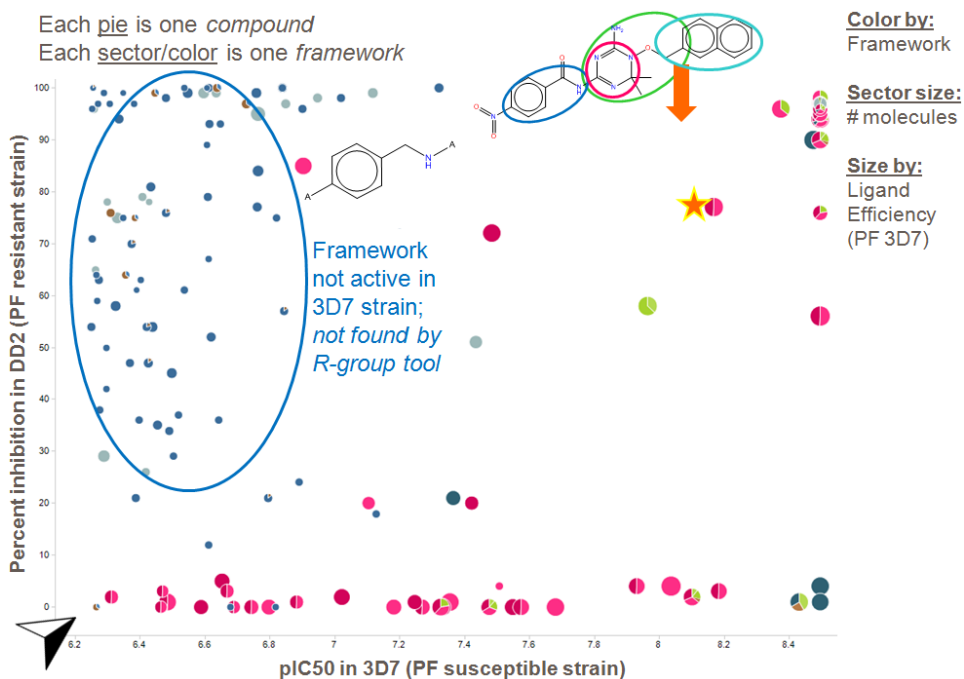 Each pie is one compound
Each sector/color is one framework
Color by:
Framework
Sector size:
# molecules
Size by:
Ligand
Efficiency
(PF 3D7)
NH₂
N
N
N
O
O
NH
N⁺
O
O
A
NH
A
Framework
not active in
3D7 strain;
not found by
R-group tool
Percent inhibition in DD2 (PF resistant strain)
100
90
80
70
60
50
40
30
20
10
0
6.2
6.4
6.6
6.8
7
7.2
7.4
7.6
7.8
8
8.2
8.4
pIC50 in 3D7 (PF susceptible strain)